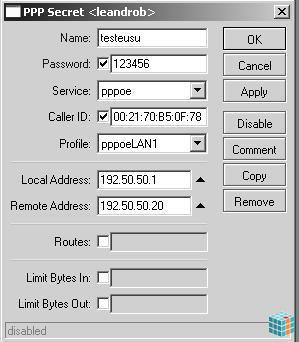 PPP Secret <leandrob>
Name: testeusu OK
Password: 123456 Cancel
Service: pppoe Apply
Caller ID: 00:21:70:B5:0F:78 Disable
Profile: pppoeLAN1 Comment
Local Address: 192.50.50.1 Copy
Remote Address: 192.50.50.20 Remove
Routes:
Limit Bytes In:
Limit Bytes Out:
disabled